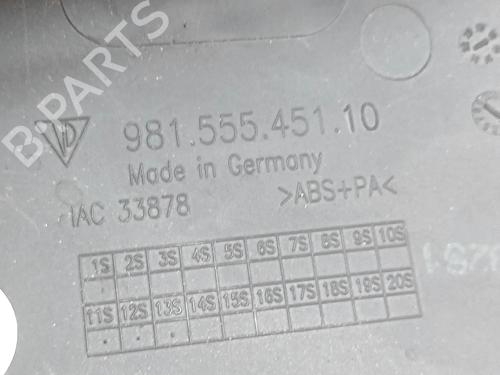 B-PARTS
981.555.451.10
Made in Germany
IAC 33878 >ABS+PA<
1S 2S 3S 4S 5S 6S 7S 8S 9S 10S
11S 12S 13S 14S 15S 16S 17S 18S 19S 20S